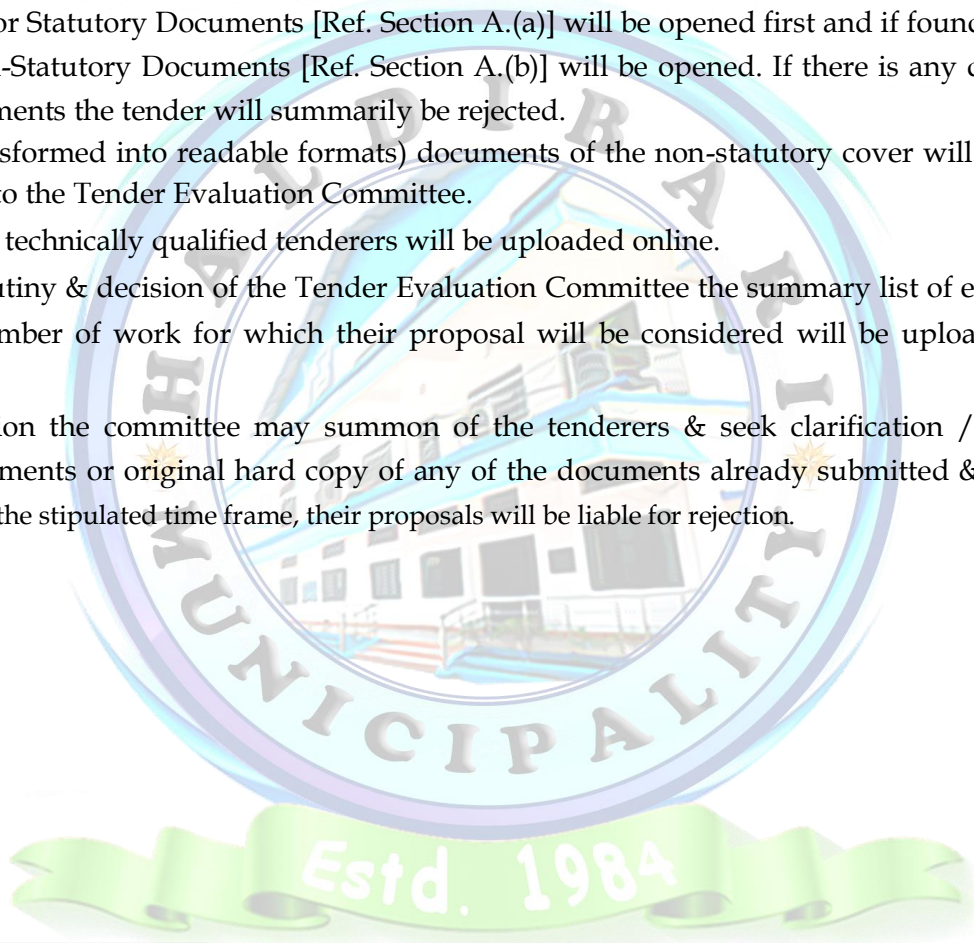 or Statutory Documents [Ref. Section A.(a)] will be opened first and if found
-Statutory Documents [Ref. Section A.(b)] will be opened. If there is any
ments the tender will summarily be rejected.
sformed into readable formats) documents of the non-statutory cover will
to the Tender Evaluation Committee.
technically qualified tenderers will be uploaded online.
utiny & decision of the Tender Evaluation Committee the summary list of
mber of work for which their proposal will be considered will be uploa
ion the committee may summon of the tenderers & seek clarification /
ments or original hard copy of any of the documents already submitted &
the stipulated time frame, their proposals will be liable for rejection.
HALDIBARI
MUNICIPALITY
Estd. 1984